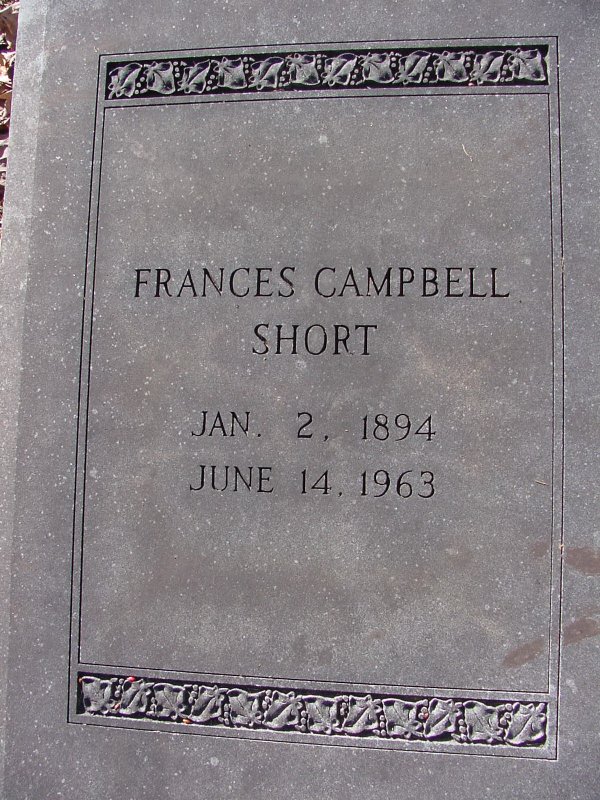 FRANCES CAMPBELL
SHORT
JAN. 2, 1894
JUNE 14, 1963